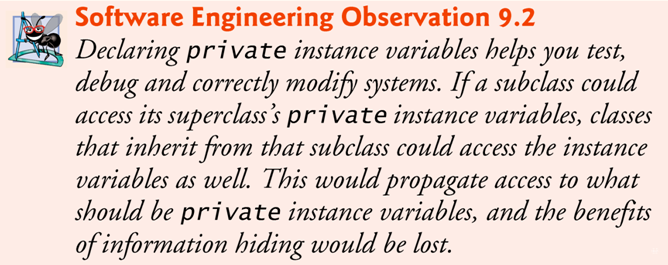 Software Engineering Observation 9.2
Declaring private instance variables helps you test,
debug and correctly modify systems. If a subclass could
access its superclass's private instance variables, classes
that inherit from that subclass could access the instance
variables as well. This would propagate access to what
should be private instance variables, and the benefits
of information hiding would be lost.